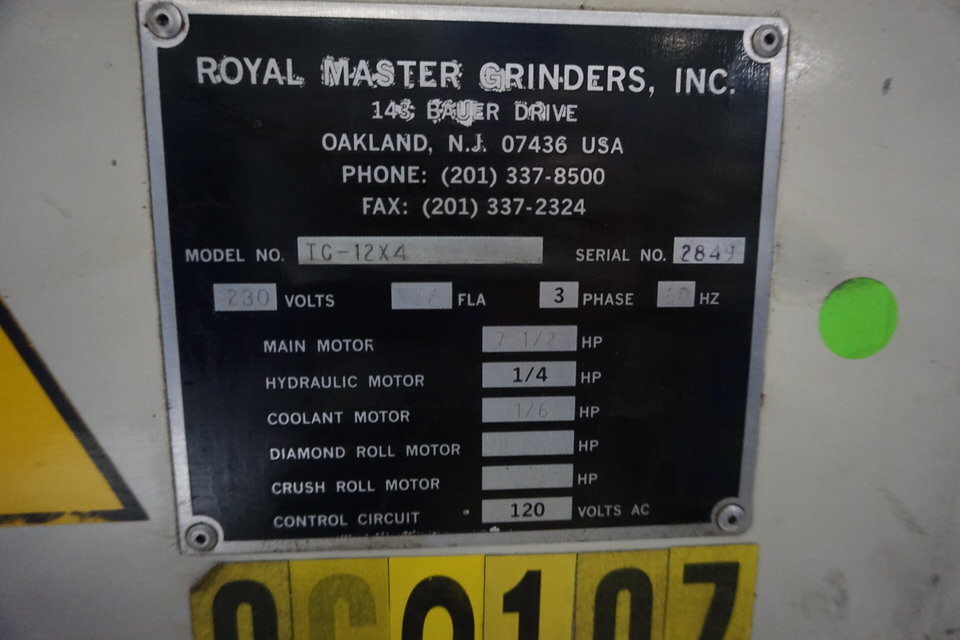 ROYAL MASTER GRINDERS, INC.
143 BAUER DRIVE
OAKLAND, N.J. 07436 USA
PHONE: (201) 337-8500
FAX: (201) 337-2324
MODEL NO. TG-12X4 SERIAL NO. 2849
230 VOLTS FLA 3 PHASE 60 HZ
MAIN MOTOR 7 1/2 HP
HYDRAULIC MOTOR 1/4 HP
COOLANT MOTOR 1/6 HP
DIAMOND ROLL MOTOR HP
CRUSH ROLL MOTOR HP
CONTROL CIRCUIT 120 VOLTS AC